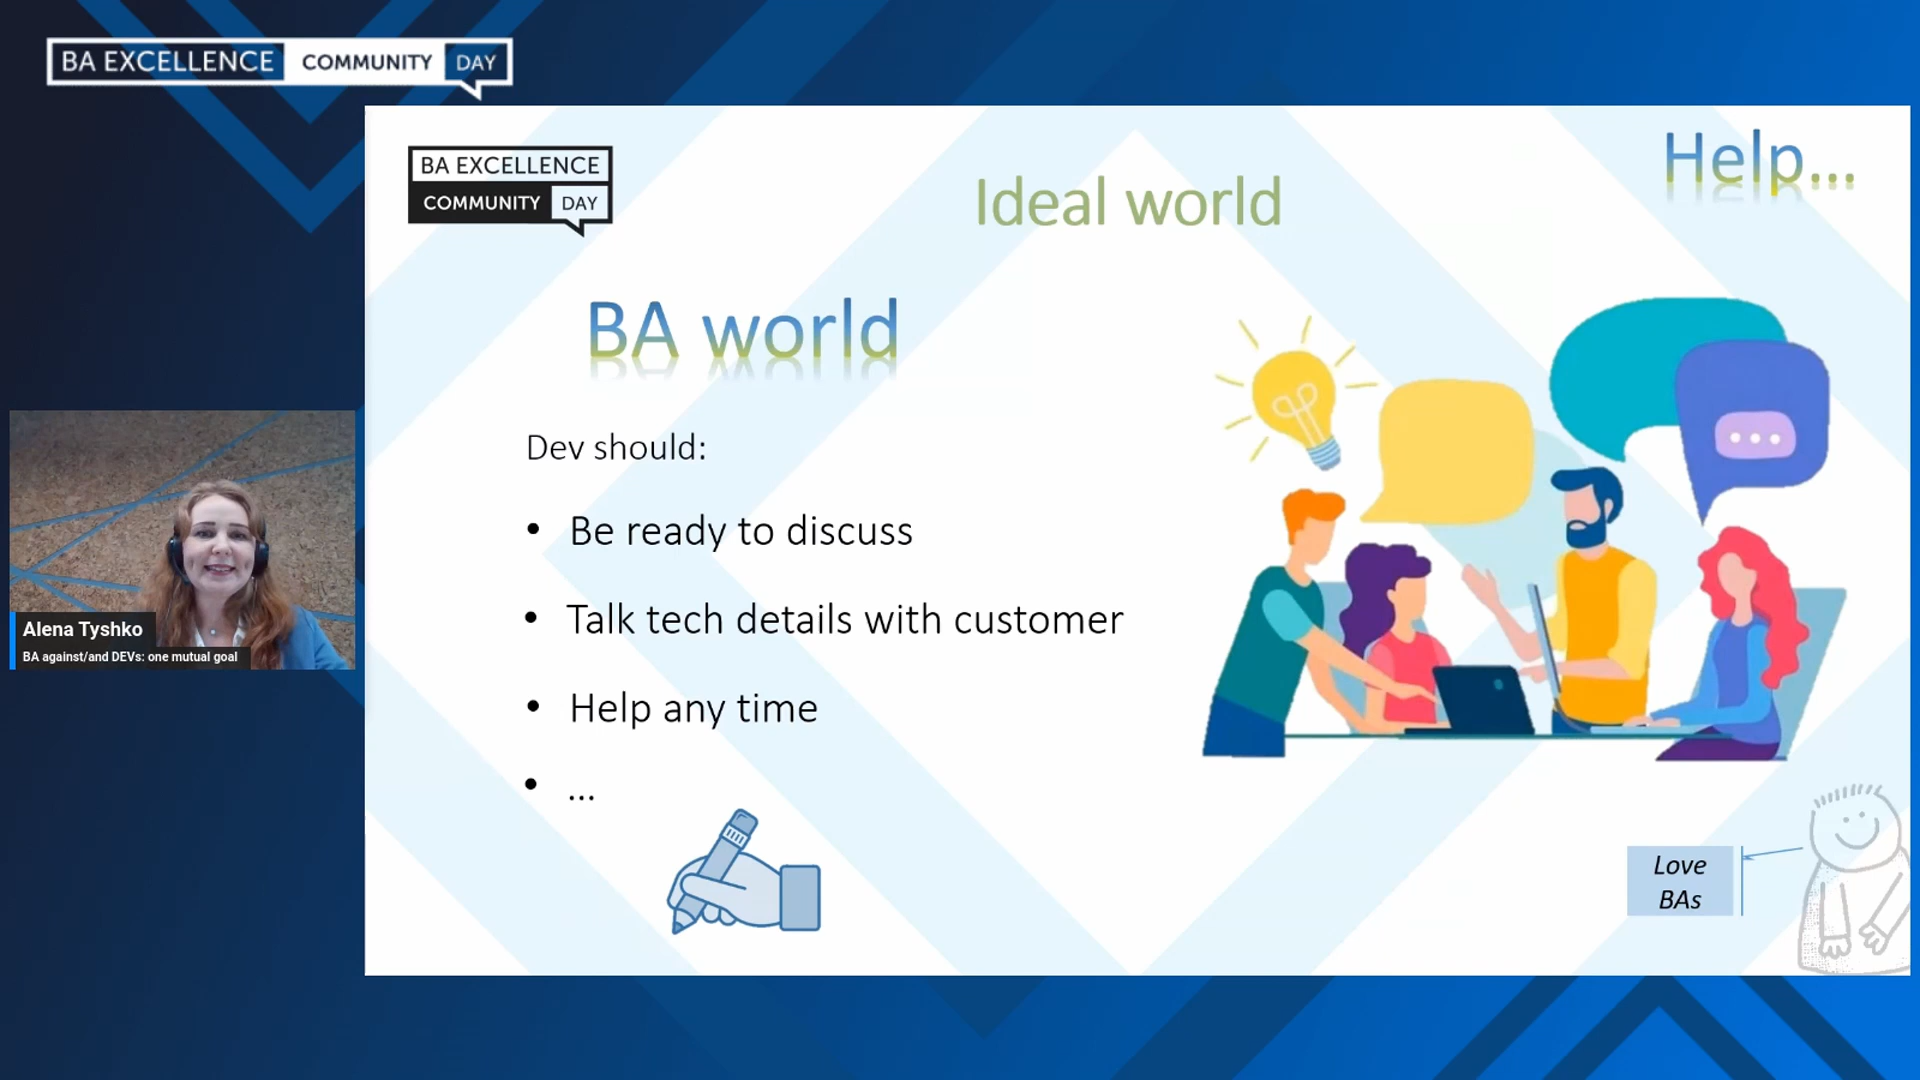 BA EXCELLENCE COMMUNITY DAY
BA EXCELLENCE
COMMUNITY DAY
Help...
Ideal world
BA world
Dev should:
• Be ready to discuss
• Talk tech details with customer
• Help any time
• ...
Love
BAs
Alena Tyshko
BA against/and DEVs: one mutual goal